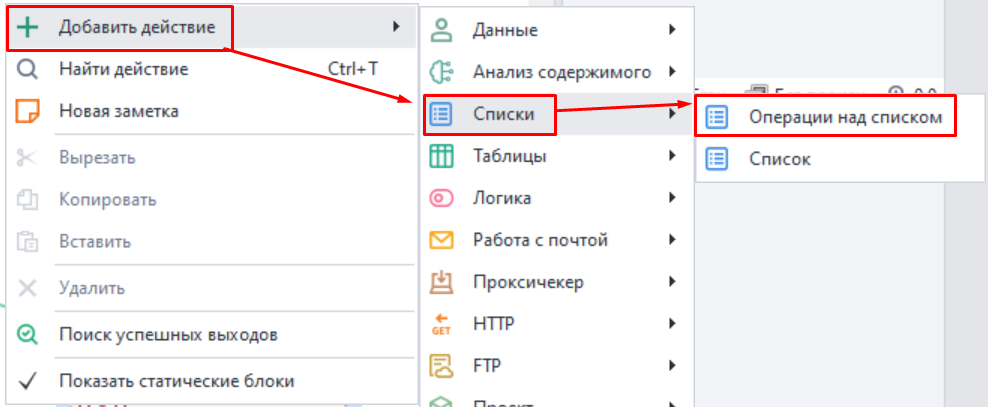 Добавить действие
Найти действие Ctrl+T
Новая заметка
Вырезать
Копировать
Вставить
Удалить
Поиск успешных выходов
Показать статические блоки
Данные
Анализ содержимого
Списки
Таблицы
Логика
Работа с почтой
Проксичекер
HTTP
GET
FTP
Проект
Операции над списком
Список